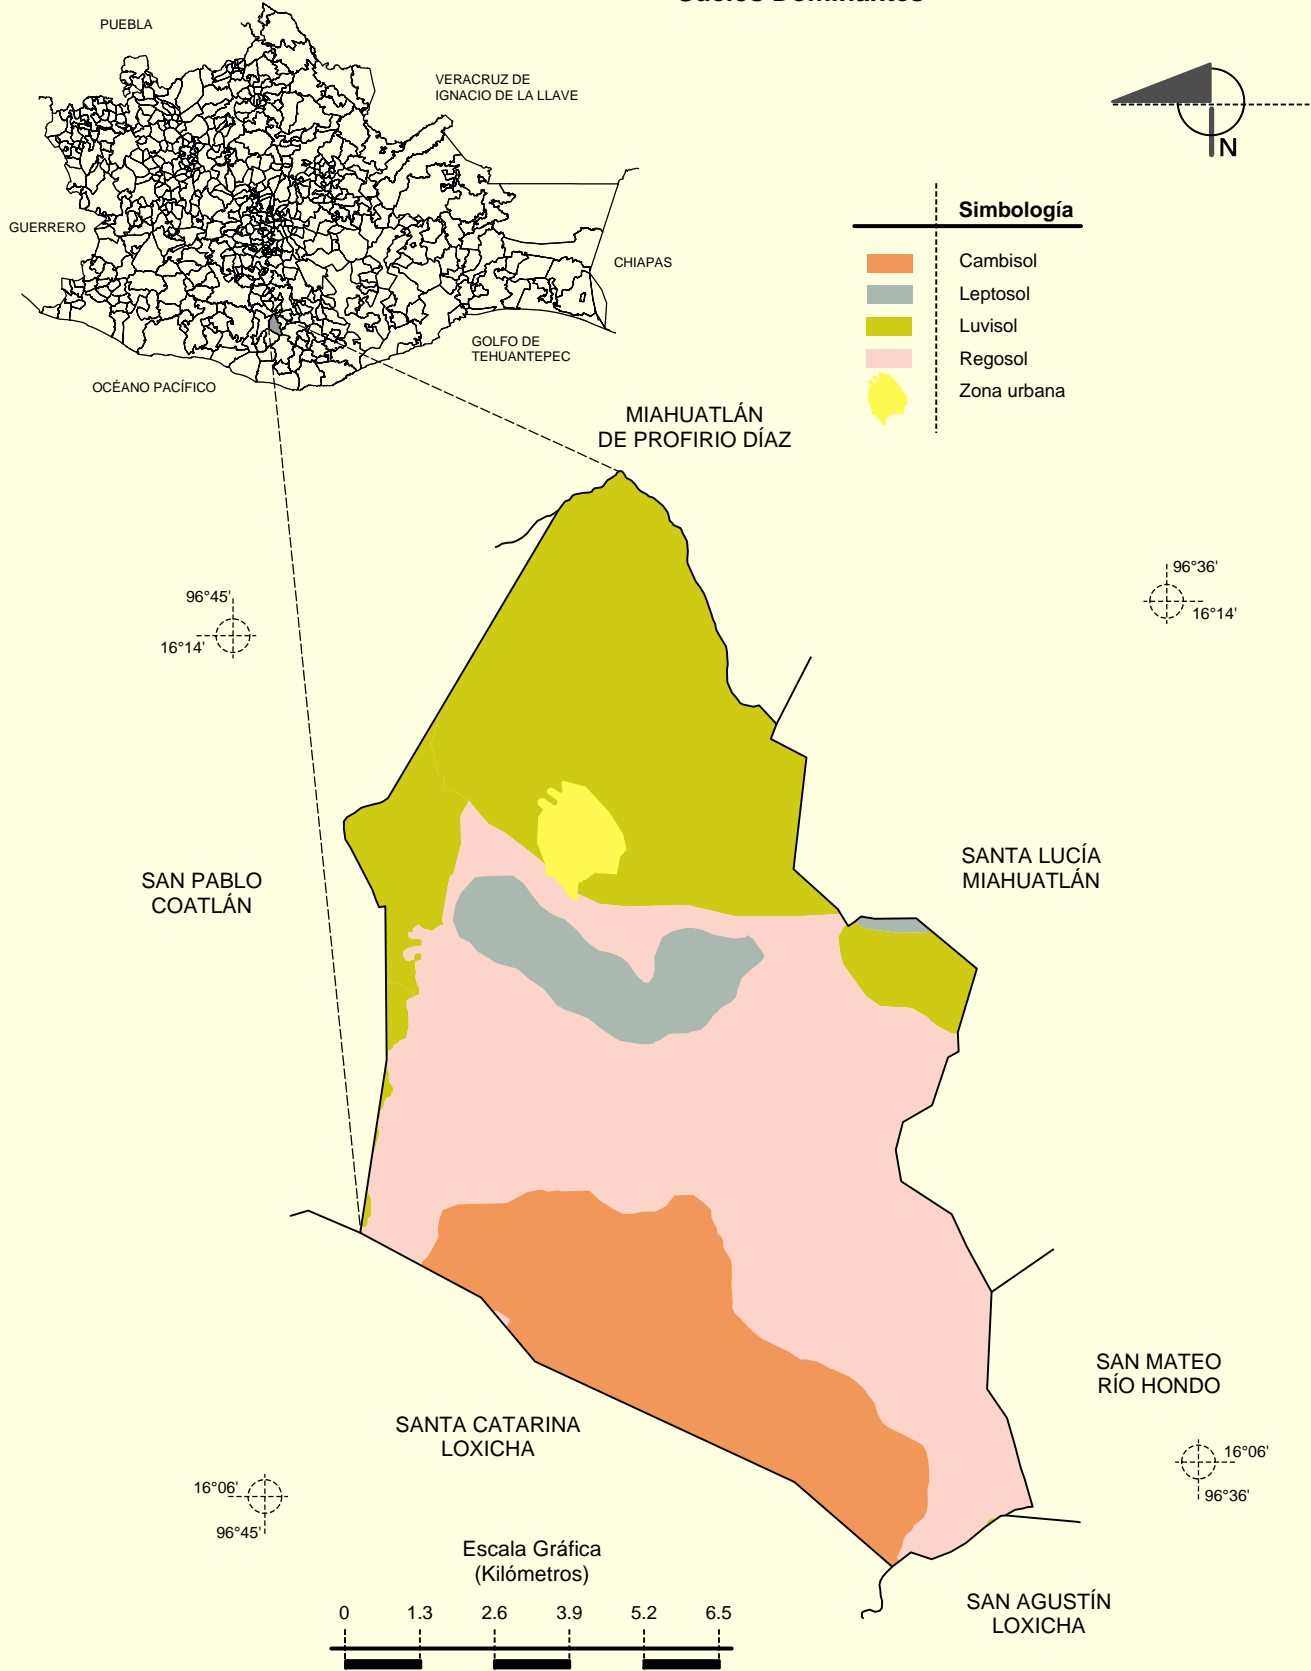 Suelos Dominantes
PUEBLA
VERACRUZ DE
IGNACIO DE LA LLAVE
GUERRERO
CHIAPAS
GOLFO DE
TEHUANTEPEC
OCÉANO PACÍFICO
N
Simbología
Cambisol
Leptosol
Luvisol
Regosol
Zona urbana
MIAHUATLÁN
DE PROFIRIO DÍAZ
96°45'
16°14'
96°36'
16°14'
SAN PABLO
COATLÁN
SANTA LUCÍA
MIAHUATLÁN
SAN MATEO
RÍO HONDO
SANTA CATARINA
LOXICHA
16°06'
96°45'
16°06'
96°36'
SAN AGUSTÍN
LOXICHA
Escala Gráfica
(Kilómetros)
0 1.3 2.6 3.9 5.2 6.5